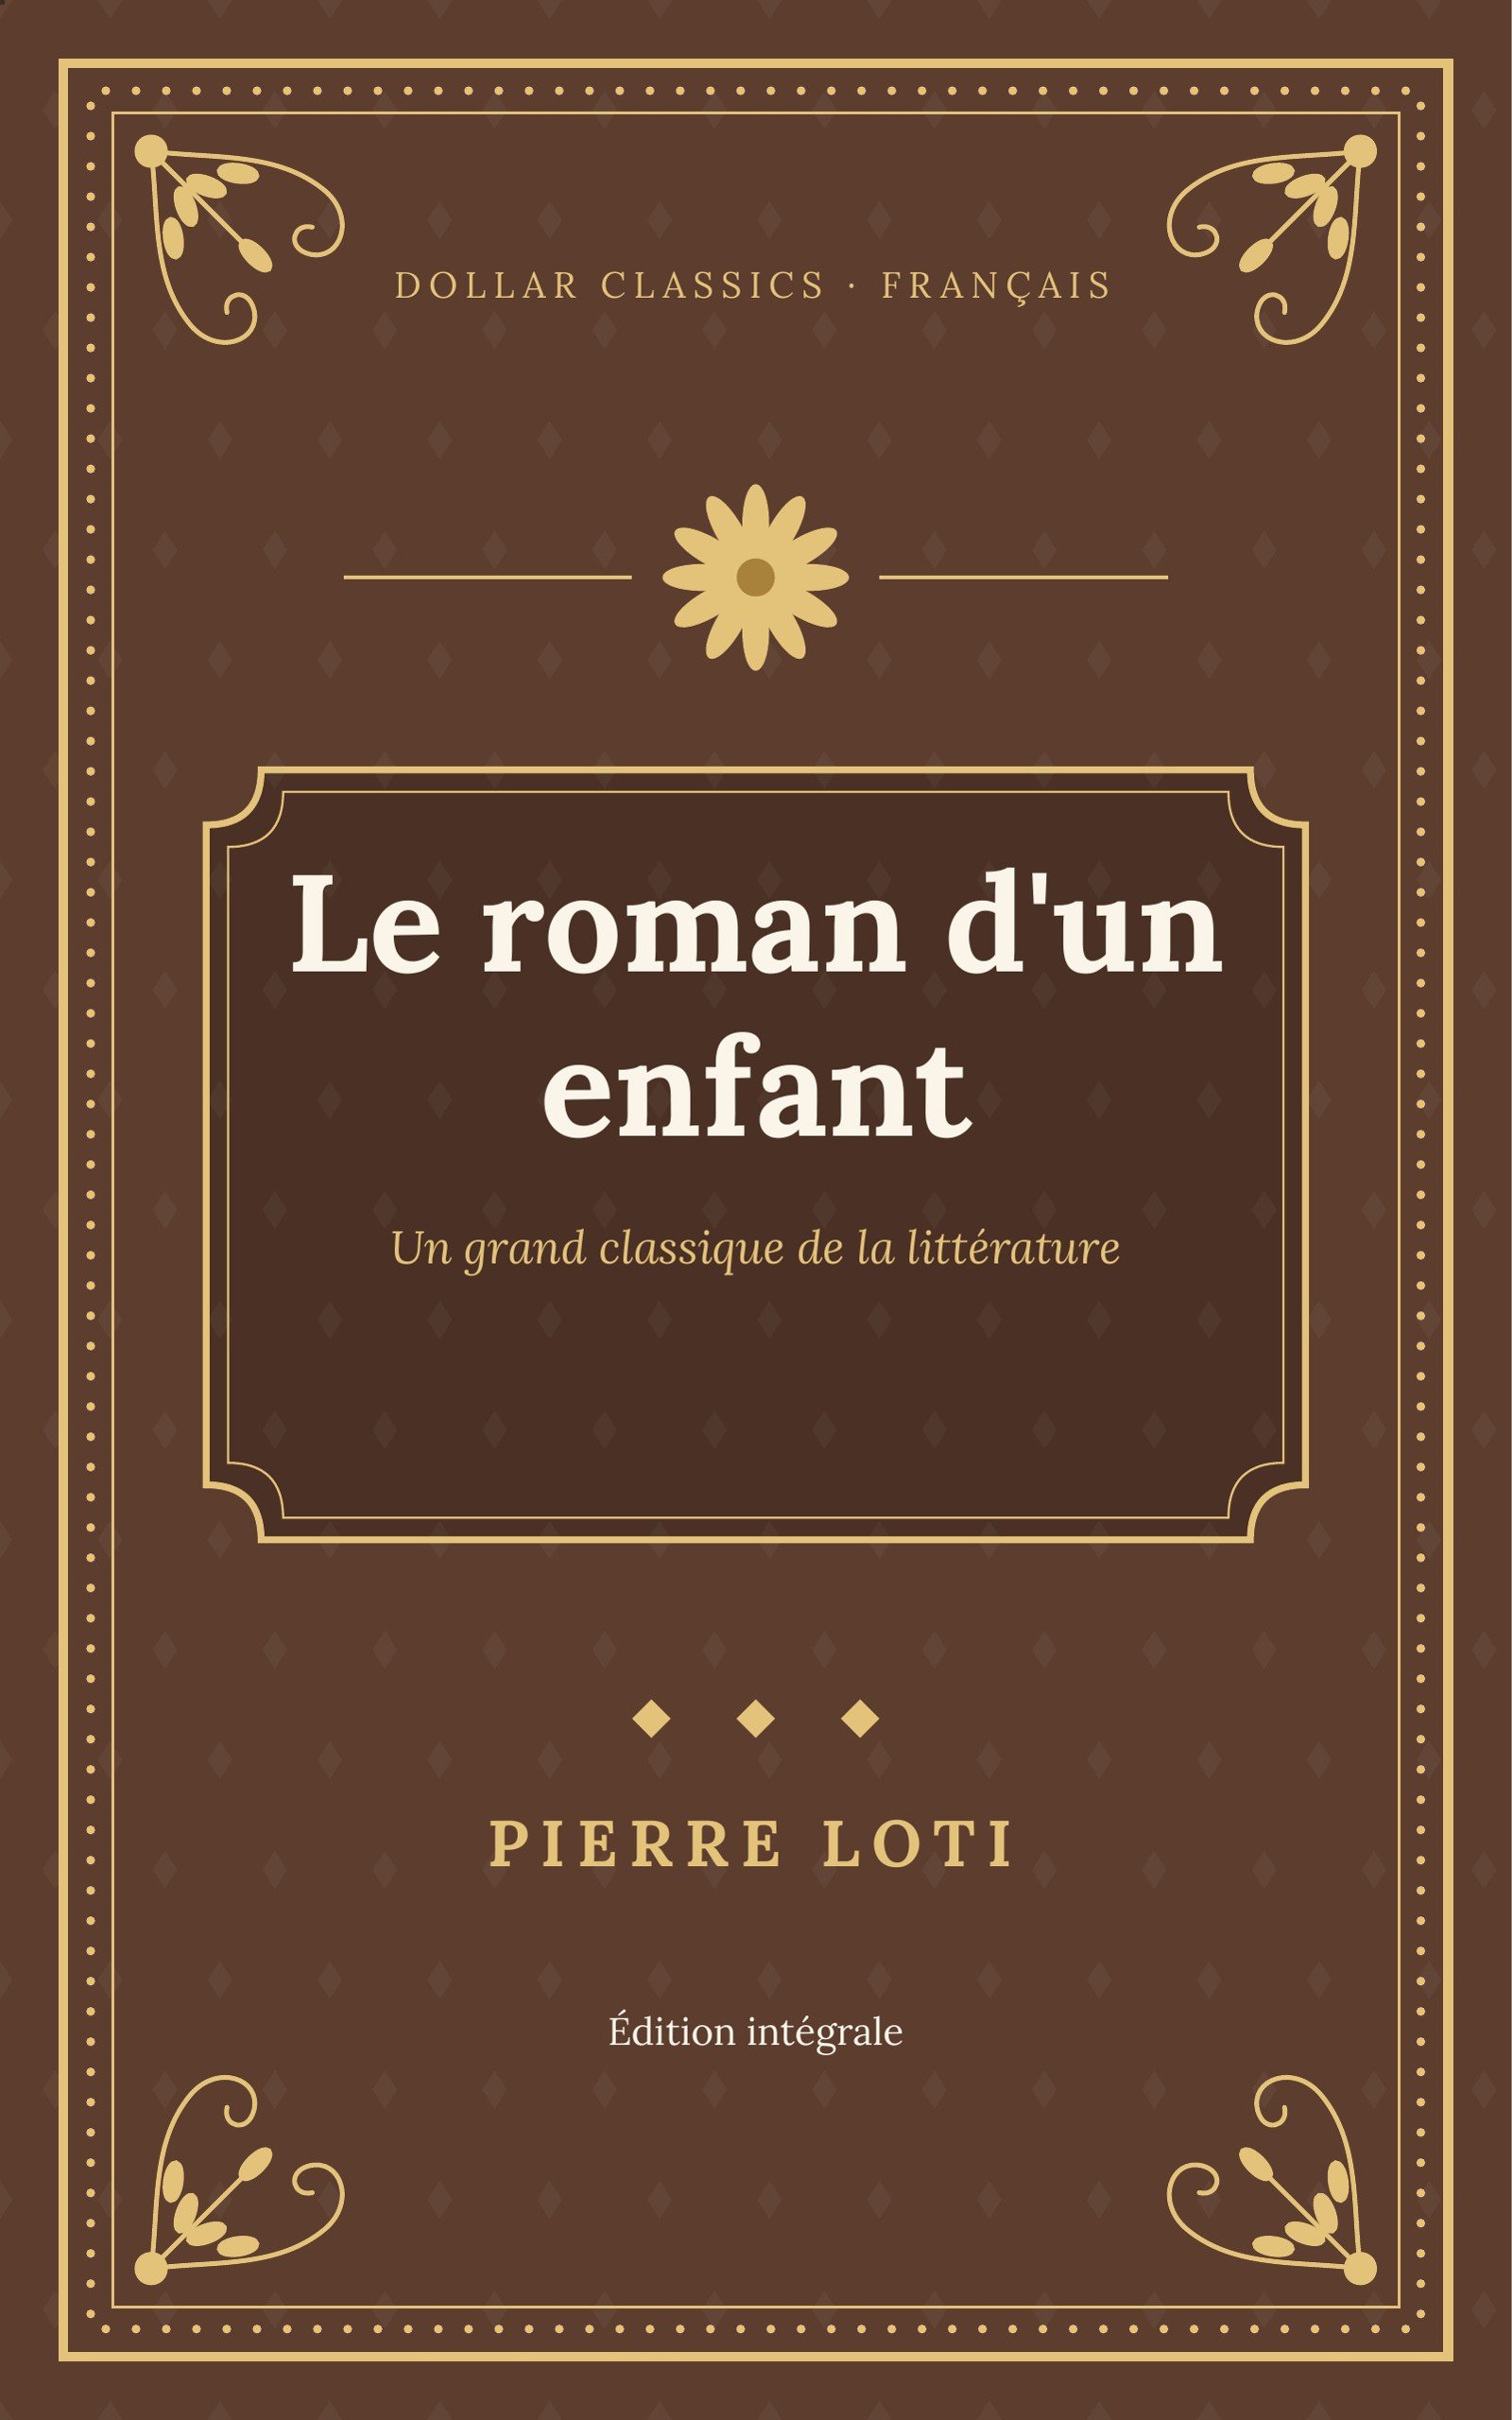 DOLLAR CLASSICS · FRANÇAIS
Le roman d'un
enfant
Un grand classique de la littérature
PIERRE LOTI
Édition intégrale